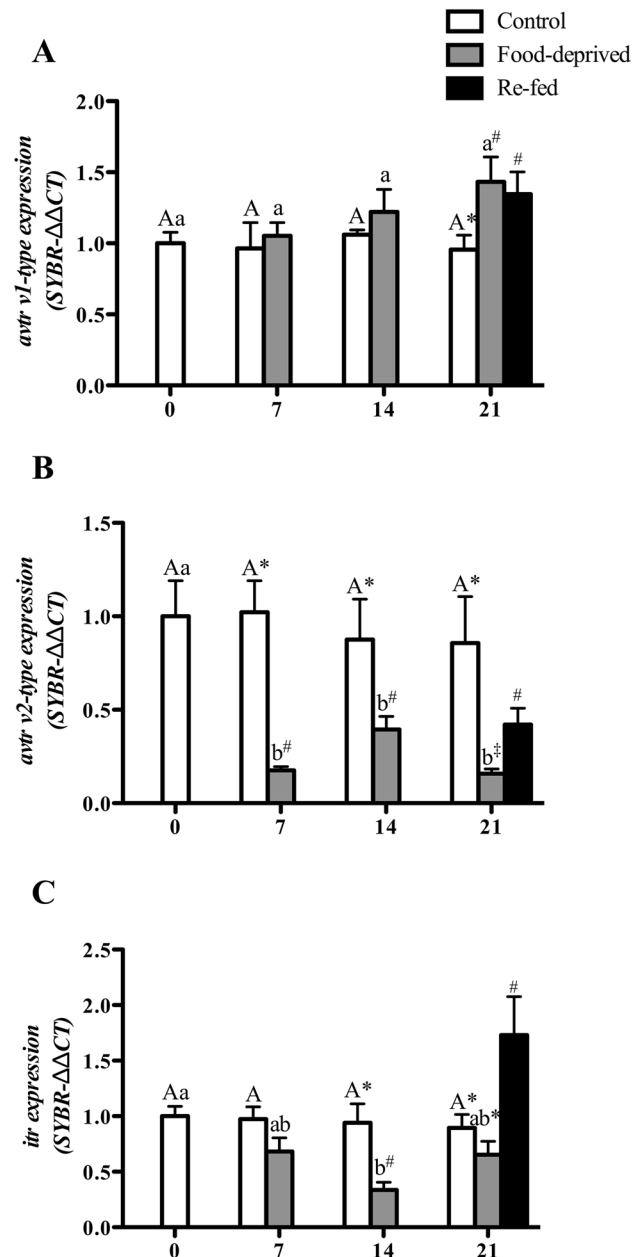 Control
Food-deprived
Re-fed
A
avtr v1-type expression
(SYBR-ΔΔCT)
2.0
1.5
1.0
0.5
0.0
Aa
A
a
A
a
A*
a#
#
0
7
14
21
B
avtr v2-type expression
(SYBR-ΔΔCT)
1.5
1.0
0.5
0.0
Aa
A*
b#
A*
b#
A*
b‡
#
0
7
14
21
C
itr expression
(SYBR-ΔΔCT)
2.5
2.0
1.5
1.0
0.5
0.0
Aa
A
ab
A*
b#
A*
ab*
#
0
7
14
21